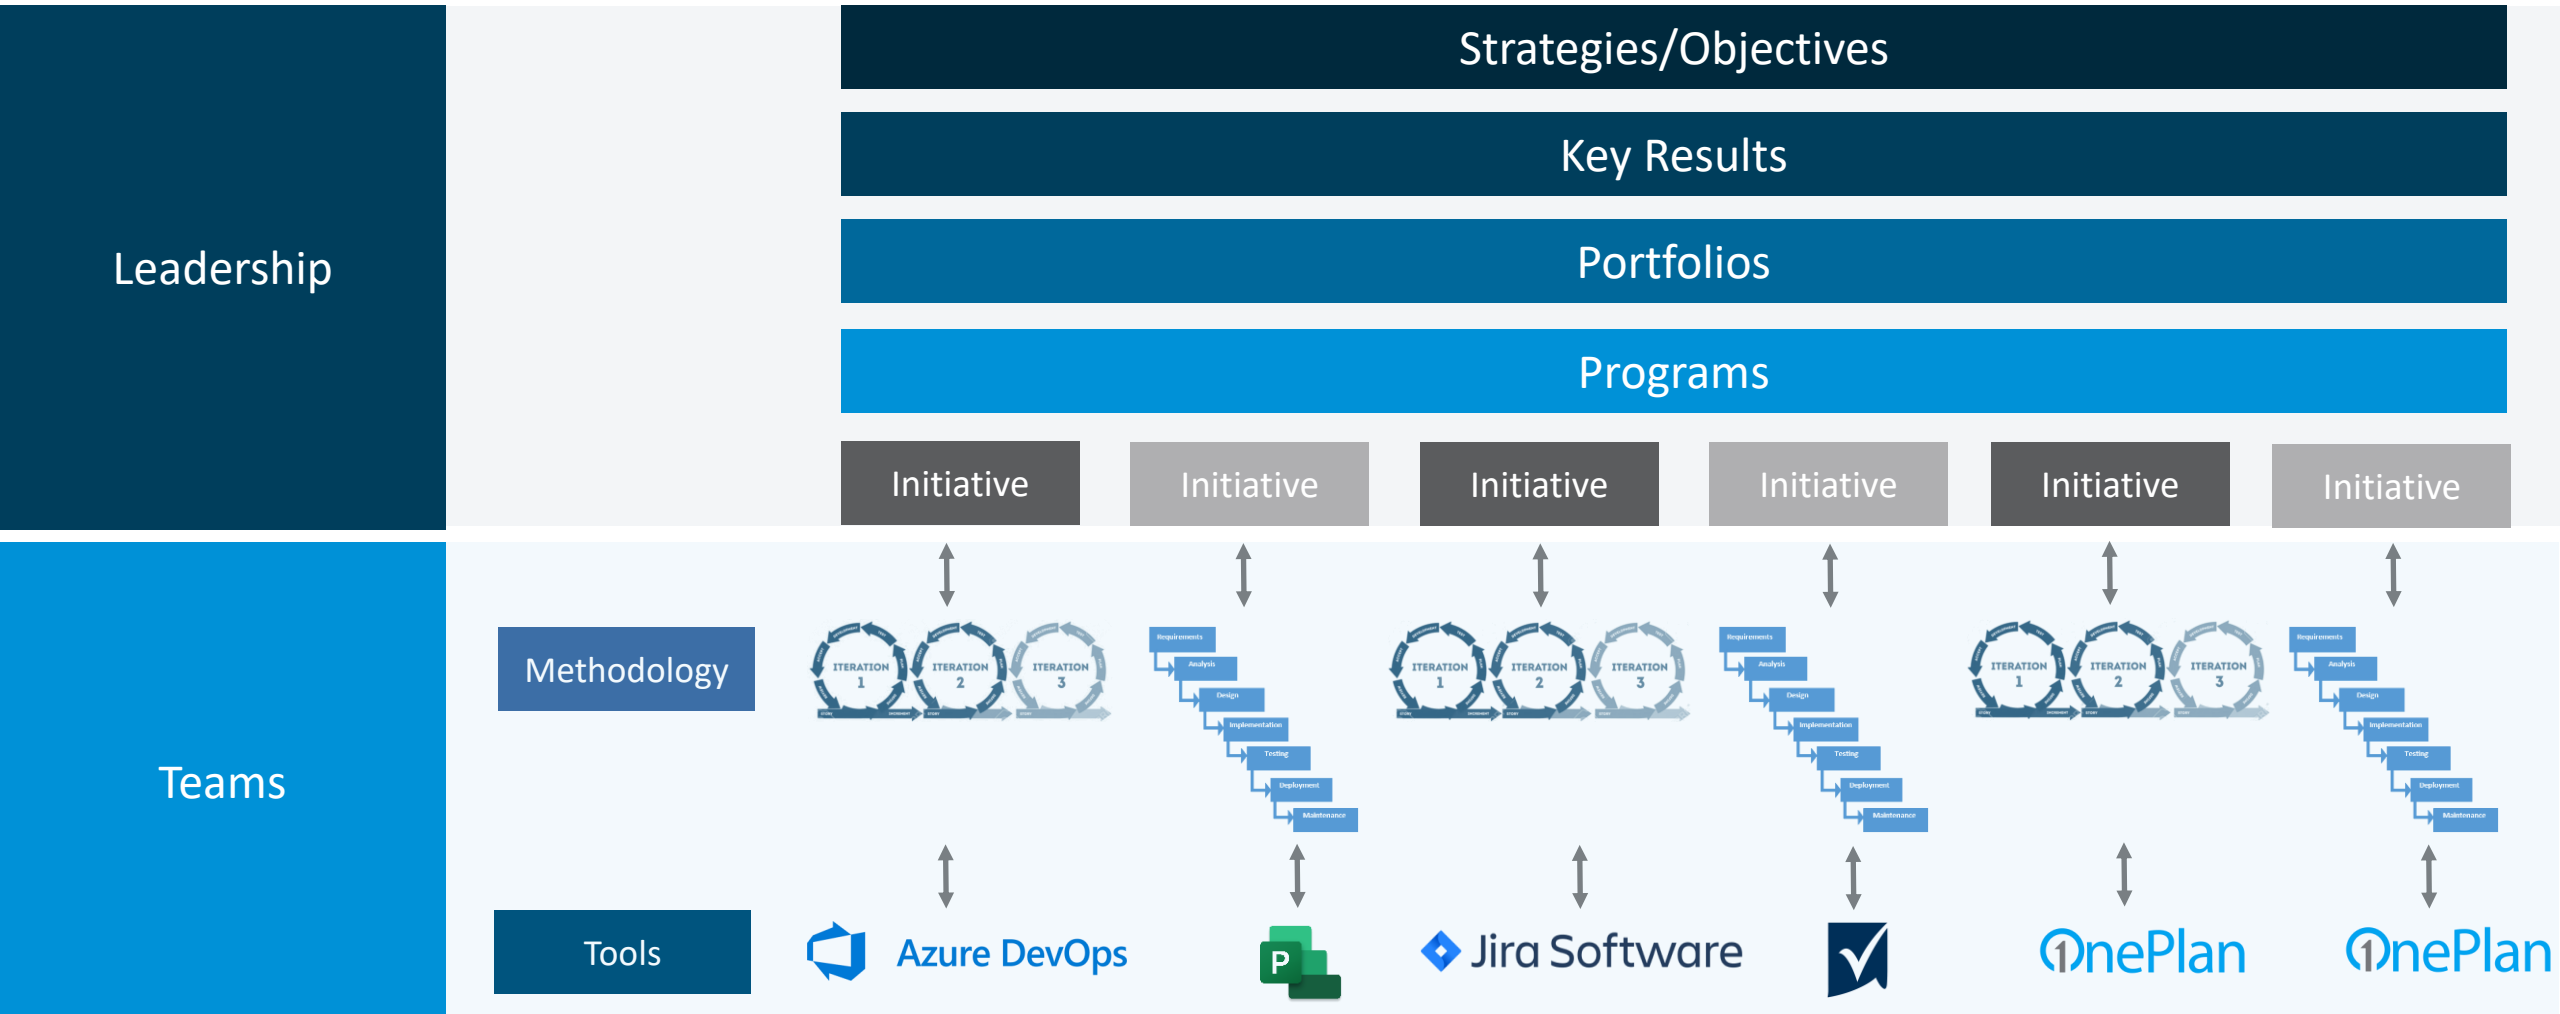 Strategies/Objectives
Key Results
Leadership
Portfolios
Programs
Initiative
Initiative
Initiative
Initiative
Initiative
Initiative
Teams
Methodology
ITERATION
1
ITERATION
2
ITERATION
3
Requirements
Analysis
Design
Implementation
Testing
Deployment
Maintenance
ITERATION
1
ITERATION
2
ITERATION
3
Requirements
Analysis
Design
Implementation
Testing
Deployment
Maintenance
ITERATION
1
ITERATION
2
ITERATION
3
Requirements
Analysis
Design
Implementation
Testing
Deployment
Maintenance
Tools
Azure DevOps
P
Jira Software
OnePlan
OnePlan